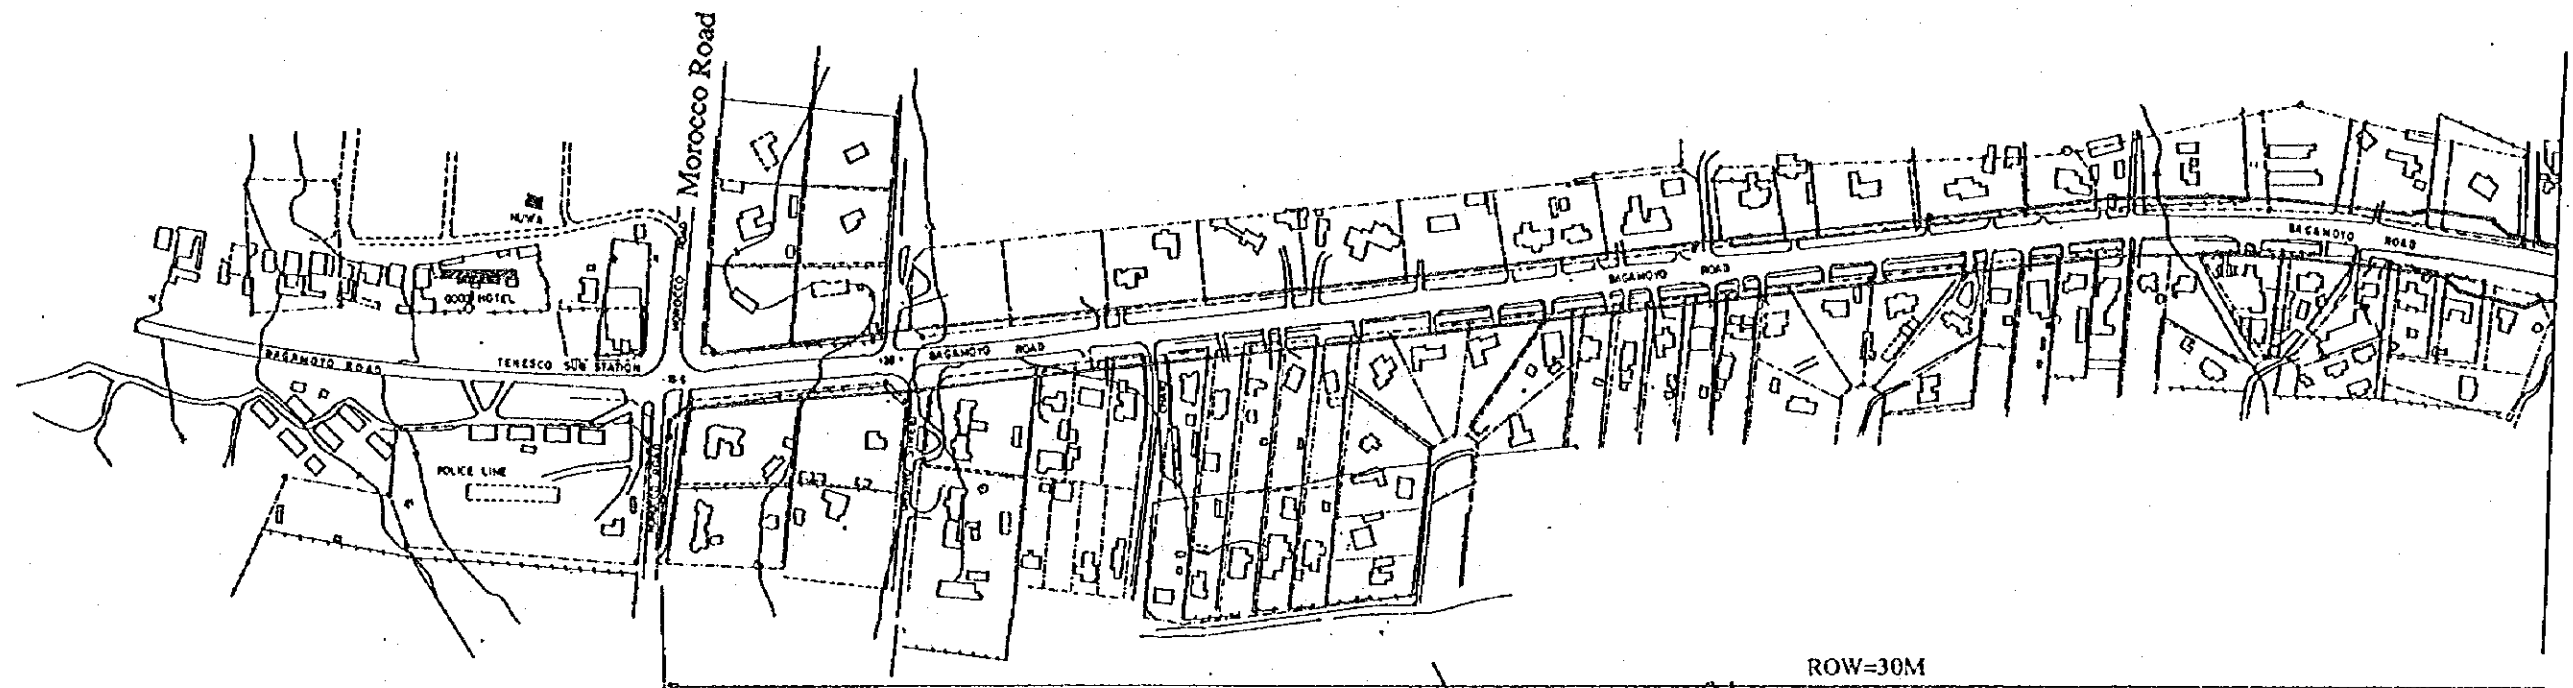 Morocco Road
MOROCCO ROAD
GOOD HOTEL
BAGAMOYO ROAD
TENESCO SUB STATION
BAGAMOYO ROAD
BAGAMOYO ROAD
BAGAMOYO ROAD
POLICE LINE
ROW=30M